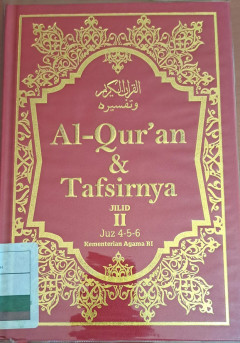 القرآن الكريم
وتفسيره
Al-Qur'an
&
Tafsirnya
JILID
II
Juz 4-5-6
Kementerian Agama RI